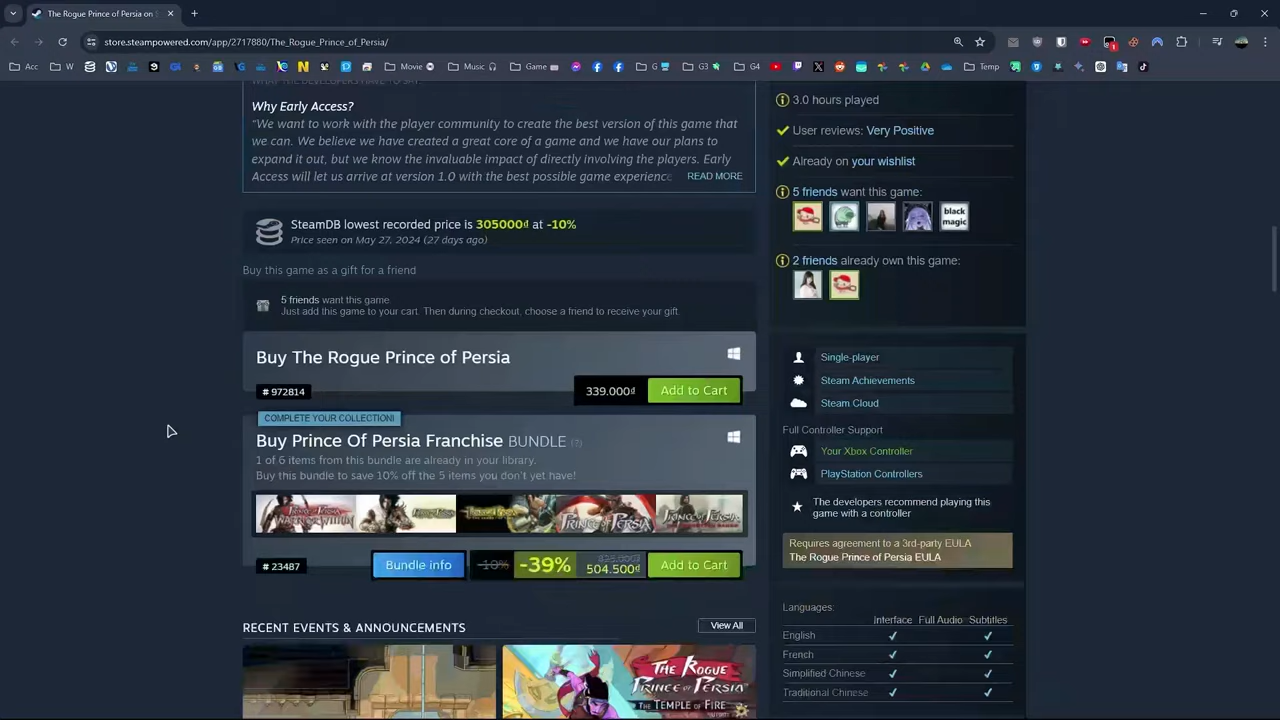 The Rogue Prince of Persia on S
store.steampowered.com/app/2717880/The_Rogue_Prince_of_Persia/
Acc
W
Movie
Music
Game
G
G3
G4
Temp
Why Early Access?
“We want to work with the player community to create the best version of this game that
we can. We believe we have created a great core of a game and we have our plans to
expand it out, but we know the invaluable impact of directly involving the players. Early
Access will let us arrive at version 1.0 with the best possible game experience
READ MORE
SteamDB lowest recorded price is 305000₫ at -10%
Price seen on May 27, 2024 (27 days ago)
Buy this game as a gift for a friend
5 friends want this game.
Just add this game to your cart. Then during checkout, choose a friend to receive your gift.
Buy The Rogue Prince of Persia
# 972814
339.000₫
Add to Cart
COMPLETE YOUR COLLECTION!
Buy Prince Of Persia Franchise BUNDLE (?)
1 of 6 items from this bundle are already in your library.
Buy this bundle to save 10% off the 5 items you don't yet have!
# 23487
Bundle info
-10%
-39%
504.500₫
Add to Cart
RECENT EVENTS & ANNOUNCEMENTS
View All
THE ROGUE
PRINCE OF PERSIA
THE TEMPLE OF FIRE
3.0 hours played
User reviews: Very Positive
Already on your wishlist
5 friends want this game:
black
magic
2 friends already own this game:
Single-player
Steam Achievements
Steam Cloud
Full Controller Support
Your Xbox Controller
PlayStation Controllers
The developers recommend playing this
game with a controller
Requires agreement to a 3rd-party EULA
The Rogue Prince of Persia EULA
Languages:
Interface Full Audio Subtitles
English
French
Simplified Chinese
Traditional Chinese